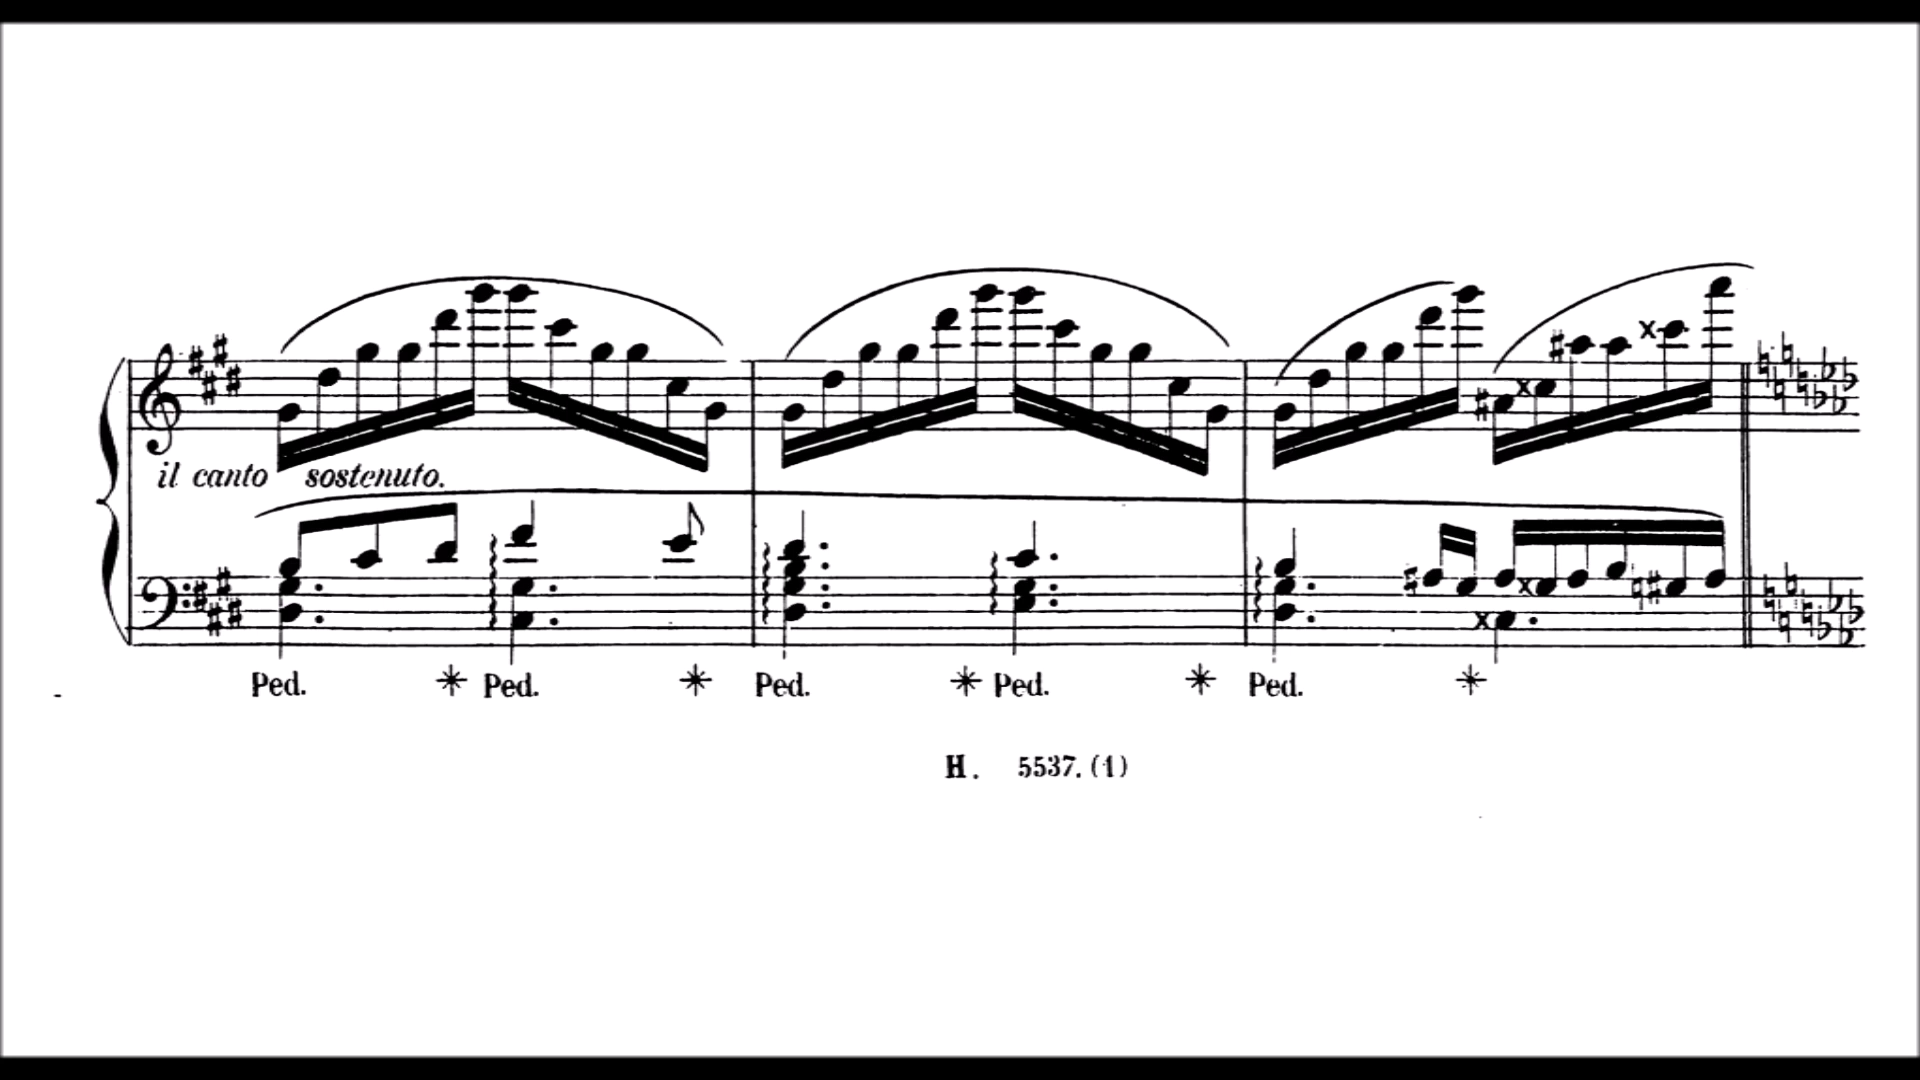 il canto sostenuto.
Ped. * Ped. * Ped. * Ped. * Ped. *
H. 5537. (1)